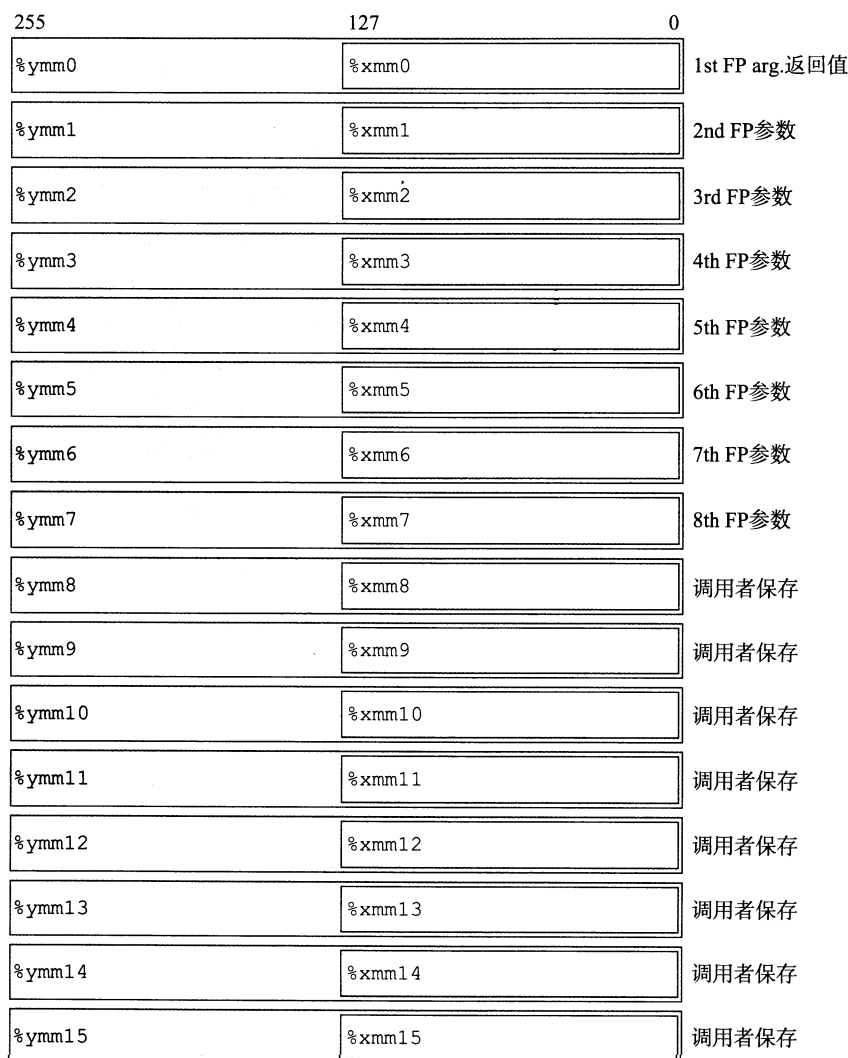 255 127 0
%ymm0 %xmm0 1st FP arg.返回值
%ymm1 %xmm1 2nd FP参数
%ymm2 %xmm2 3rd FP参数
%ymm3 %xmm3 4th FP参数
%ymm4 %xmm4 5th FP参数
%ymm5 %xmm5 6th FP参数
%ymm6 %xmm6 7th FP参数
%ymm7 %xmm7 8th FP参数
%ymm8 %xmm8 调用者保存
%ymm9 %xmm9 调用者保存
%ymm10 %xmm10 调用者保存
%ymm11 %xmm11 调用者保存
%ymm12 %xmm12 调用者保存
%ymm13 %xmm13 调用者保存
%ymm14 %xmm14 调用者保存
%ymm15 %xmm15 调用者保存